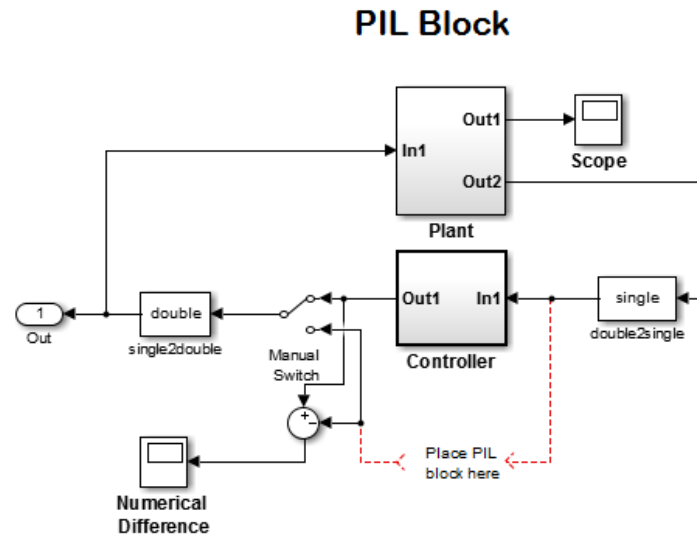 PIL Block
Out1
In1
Out2
Scope
Plant
1
Out
double
single2double
Manual
Switch
Out1
In1
Controller
single
double2single
+
−
Place PIL
block here
Numerical
Difference